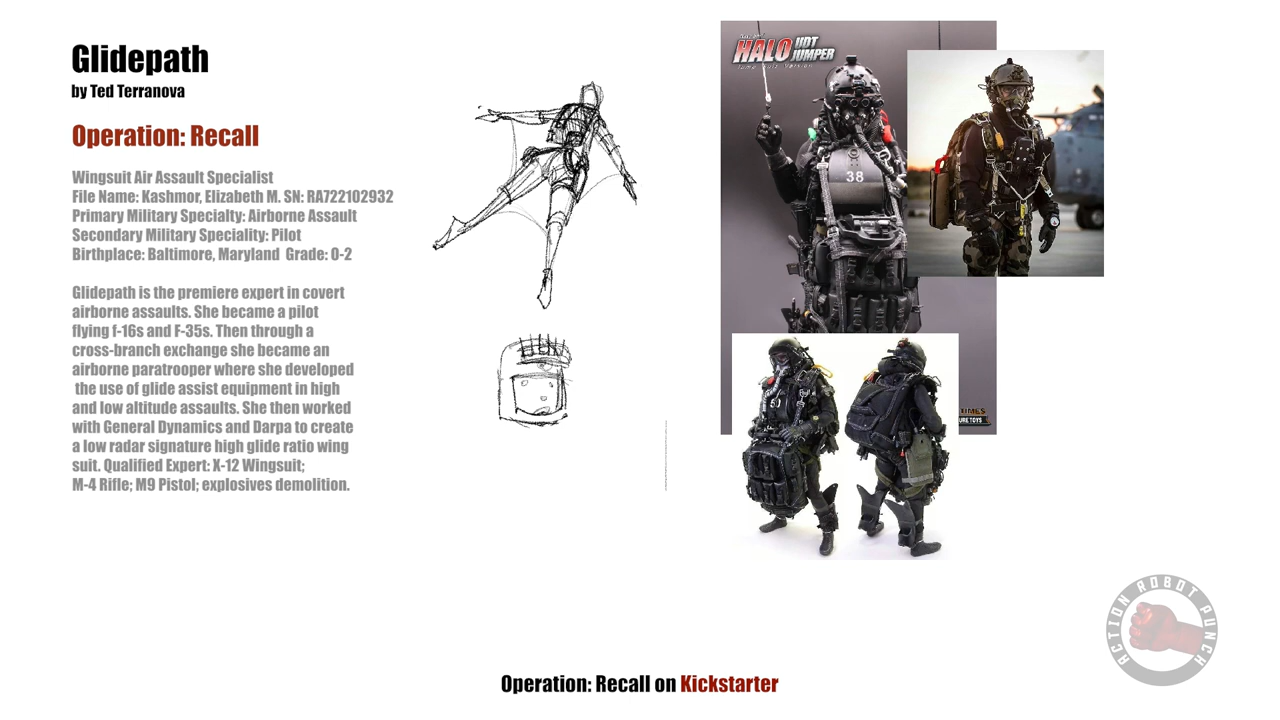 Glidepath
by Ted Terranova
Operation: Recall
Wingsuit Air Assault Specialist
File Name: Kashmor, Elizabeth M. SN: RA722102932
Primary Military Specialty: Airborne Assault
Secondary Military Speciality: Pilot
Birthplace: Baltimore, Maryland  Grade: O-2
Glidepath is the premiere expert in covert
airborne assaults. She became a pilot
flying f-16s and F-35s. Then through a
cross-branch exchange she became an
airborne paratrooper where she developed
the use of glide assist equipment in high
and low altitude assaults. She then worked
with General Dynamics and Darpa to create
a low radar signature high glide ratio wing
suit. Qualified Expert: X-12 Wingsuit;
M-4 Rifle; M9 Pistol; explosives demolition.
HALO UDT
JUMPER
38
50
TIMES
URE TOYS
ACTION ROBOT PUNCH
Operation: Recall on Kickstarter